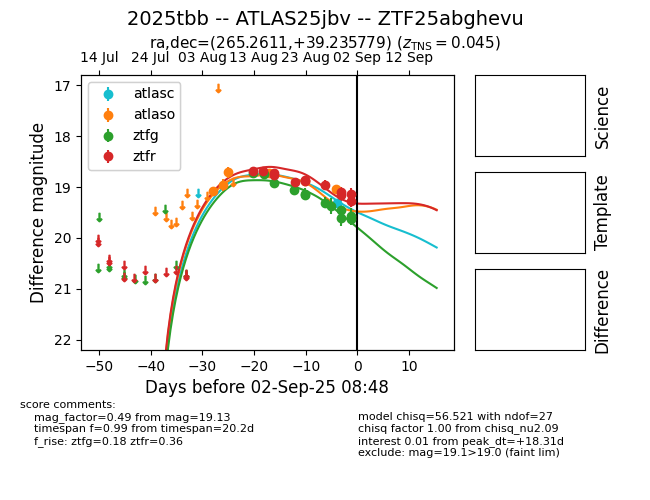 2025tbb -- ATLAS25jbv -- ZTF25abghevu
ra,dec=(265.2611,+39.235779) (z_TNS = 0.045)
14 Jul 24 Jul 03 Aug 13 Aug 23 Aug 02 Sep 12 Sep
17
18
19
20
21
22
Difference magnitude
atlasc
atlaso
ztfg
ztfr
−50 −40 −30 −20 −10 0 10
Days before 02-Sep-25 08:48
Science
Template
Difference
score comments:
mag_factor=0.49 from mag=19.13
timespan f=0.99 from timespan=20.2d
f_rise: ztfg=0.18 ztfr=0.36
model chisq=56.521 with ndof=27
chisq factor 1.00 from chisq_nu2.09
interest 0.01 from peak_dt=+18.31d
exclude: mag=19.1>19.0 (faint lim)